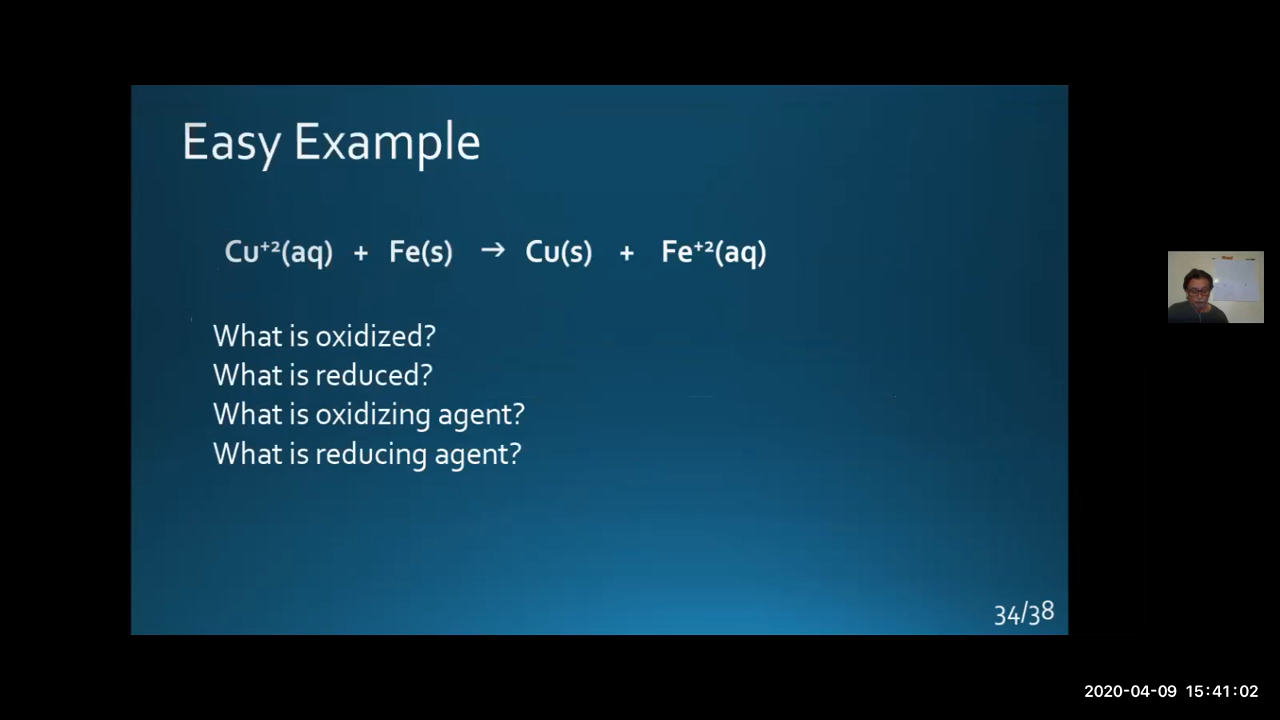 Easy Example
Cu⁺²(aq) + Fe(s) → Cu(s) + Fe⁺²(aq)
What is oxidized?
What is reduced?
What is oxidizing agent?
What is reducing agent?
34/38
2020-04-09 15:41:02